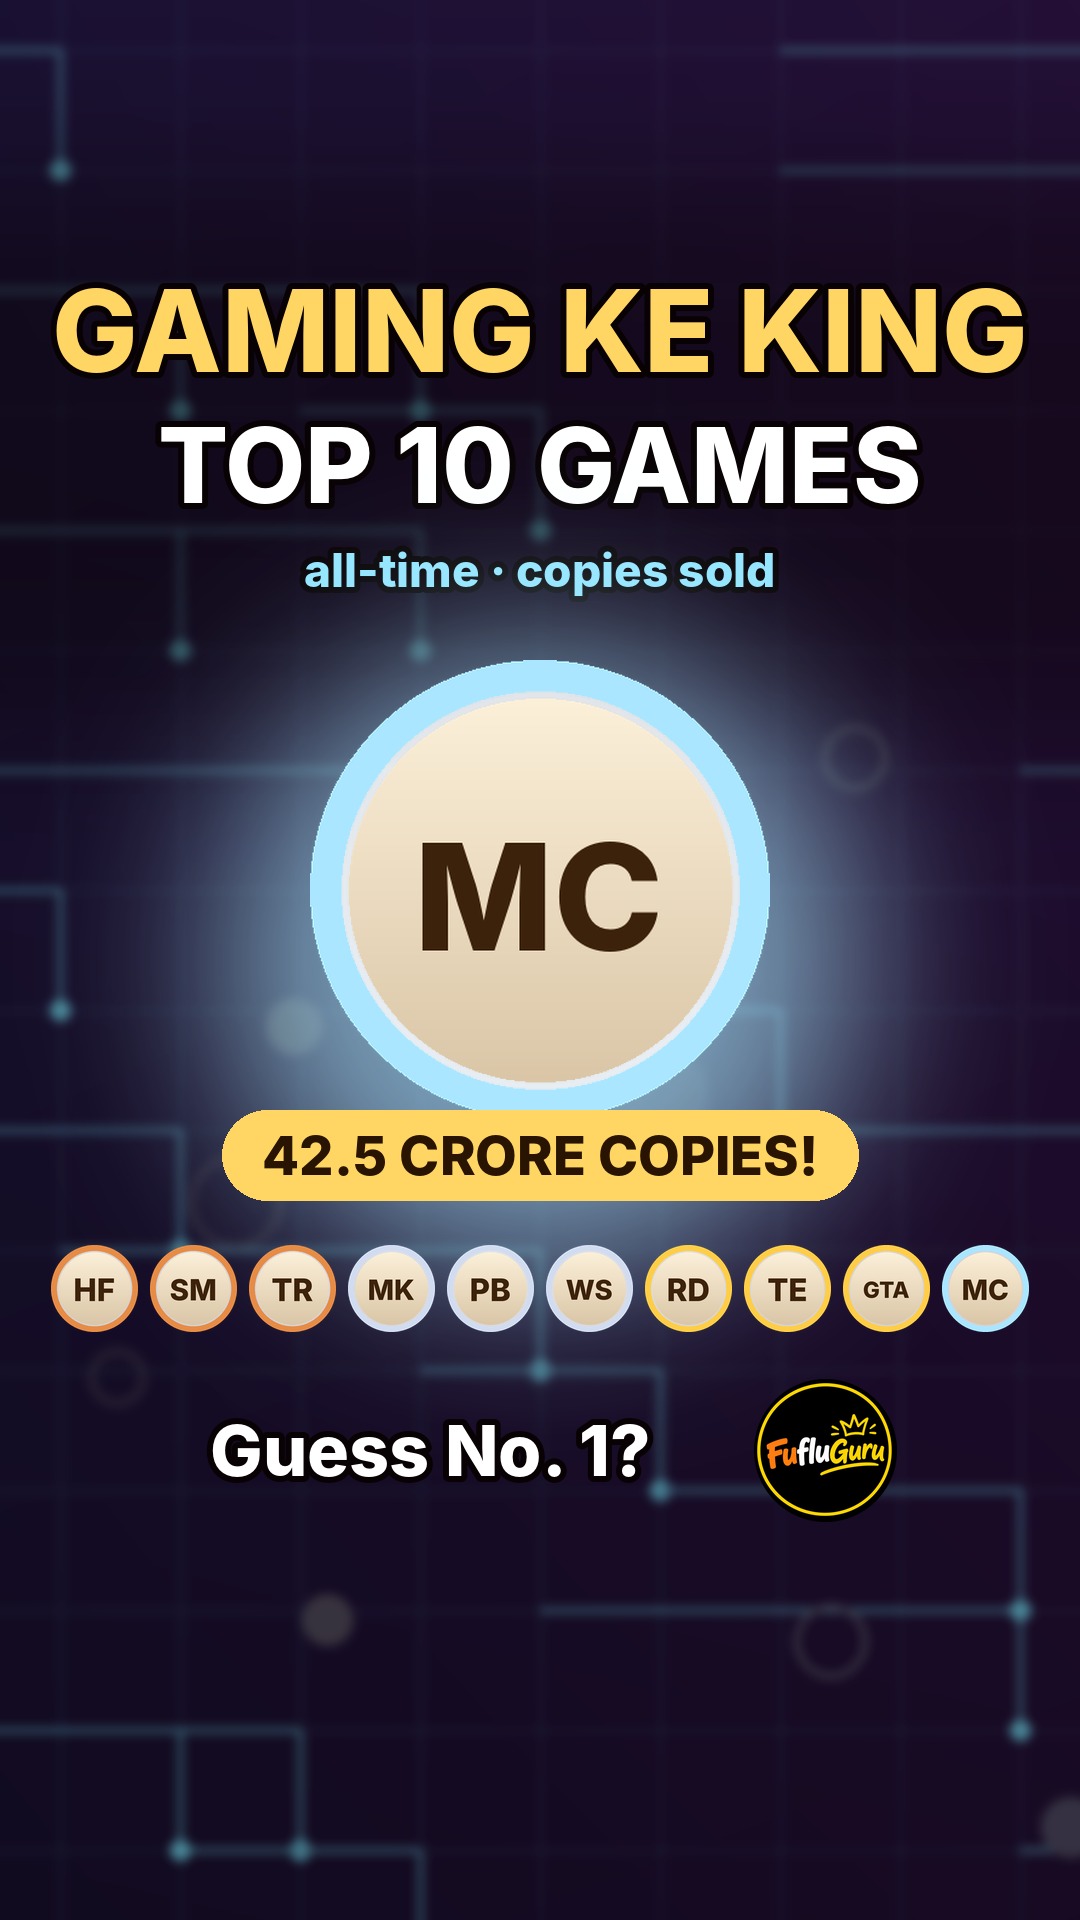 GAMING KE KING
TOP 10 GAMES
all-time · copies sold
MC
42.5 CRORE COPIES!
HF SM TR MK PB WS RD TE GTA MC
Guess No. 1?
FufluGuru